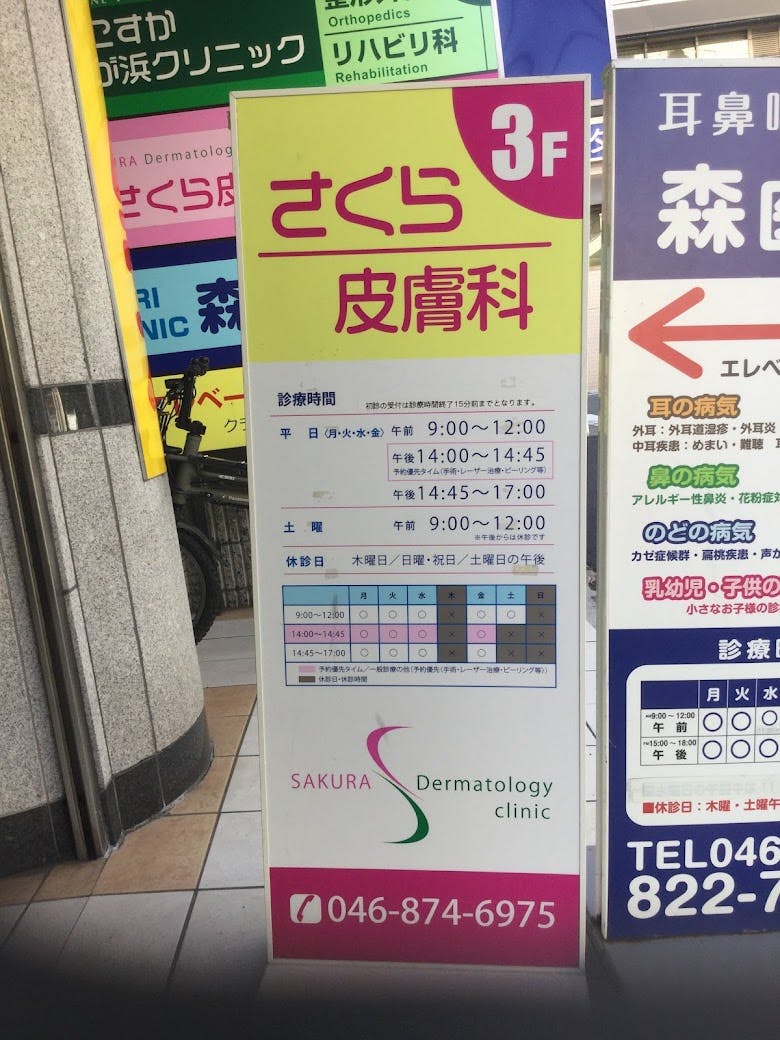 こすか
が浜クリニック
Orthopedics
リハビリ科
Rehabilitation
RA Dermatology
さくら皮
RI
NIC 森
3F
さくら
皮膚科
診療時間 初診の受付は診療時間終了15分前までとなります。
平 日 〈月・火・水・金〉 午前 9:00〜12:00
午後 14:00〜14:45
予約優先タイム(手術・レーザー治療・ピーリング等)
午後 14:45〜17:00
土 曜 午前 9:00〜12:00
※午後からは休診です
休診日 木曜日/日曜・祝日/土曜日の午後
月 火 水 木 金 土 日
9:00〜12:00 ○ ○ ○ × ○ ○ ×
14:00〜14:45 ○ ○ ○ × ○ × ×
14:45〜17:00 ○ ○ ○ × ○ × ×
予約優先タイム/一般診療の他(予約優先(手術・レーザー治療・ピーリング等))
休診日・休診時間
SAKURA Dermatology
clinic
046-874-6975
耳鼻
森
エレベ
耳の病気
外耳:外耳道湿疹・外耳炎
中耳疾患:めまい・難聴
鼻の病気
アレルギー性鼻炎・花粉症
のどの病気
カゼ症候群・扁桃疾患・声
乳幼児・子供の
小さなお子様の診
診療
月 火 水
AM9:00〜12:00
午前 ○ ○ ○
PM15:00〜18:00
午後 ○ ○ ○
■休診日:木曜・土曜午
TEL046
822-7